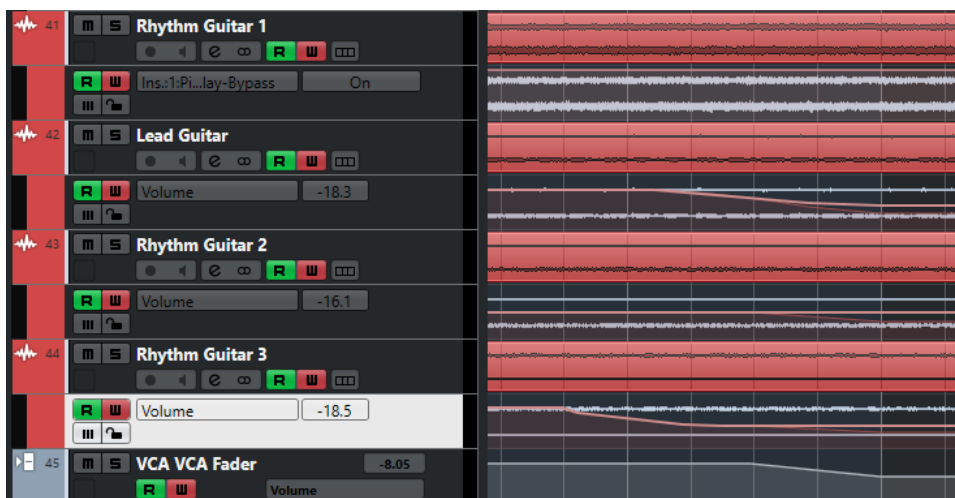 41 m S Rhythm Guitar 1
e R W
R W Ins.:1:Pi...lay-Bypass On
42 m S Lead Guitar
e R W
R W Volume -18.3
43 m S Rhythm Guitar 2
e R W
R W Volume -16.1
44 m S Rhythm Guitar 3
e R W
R W Volume -18.5
45 m S VCA VCA Fader -8.05
R W Volume